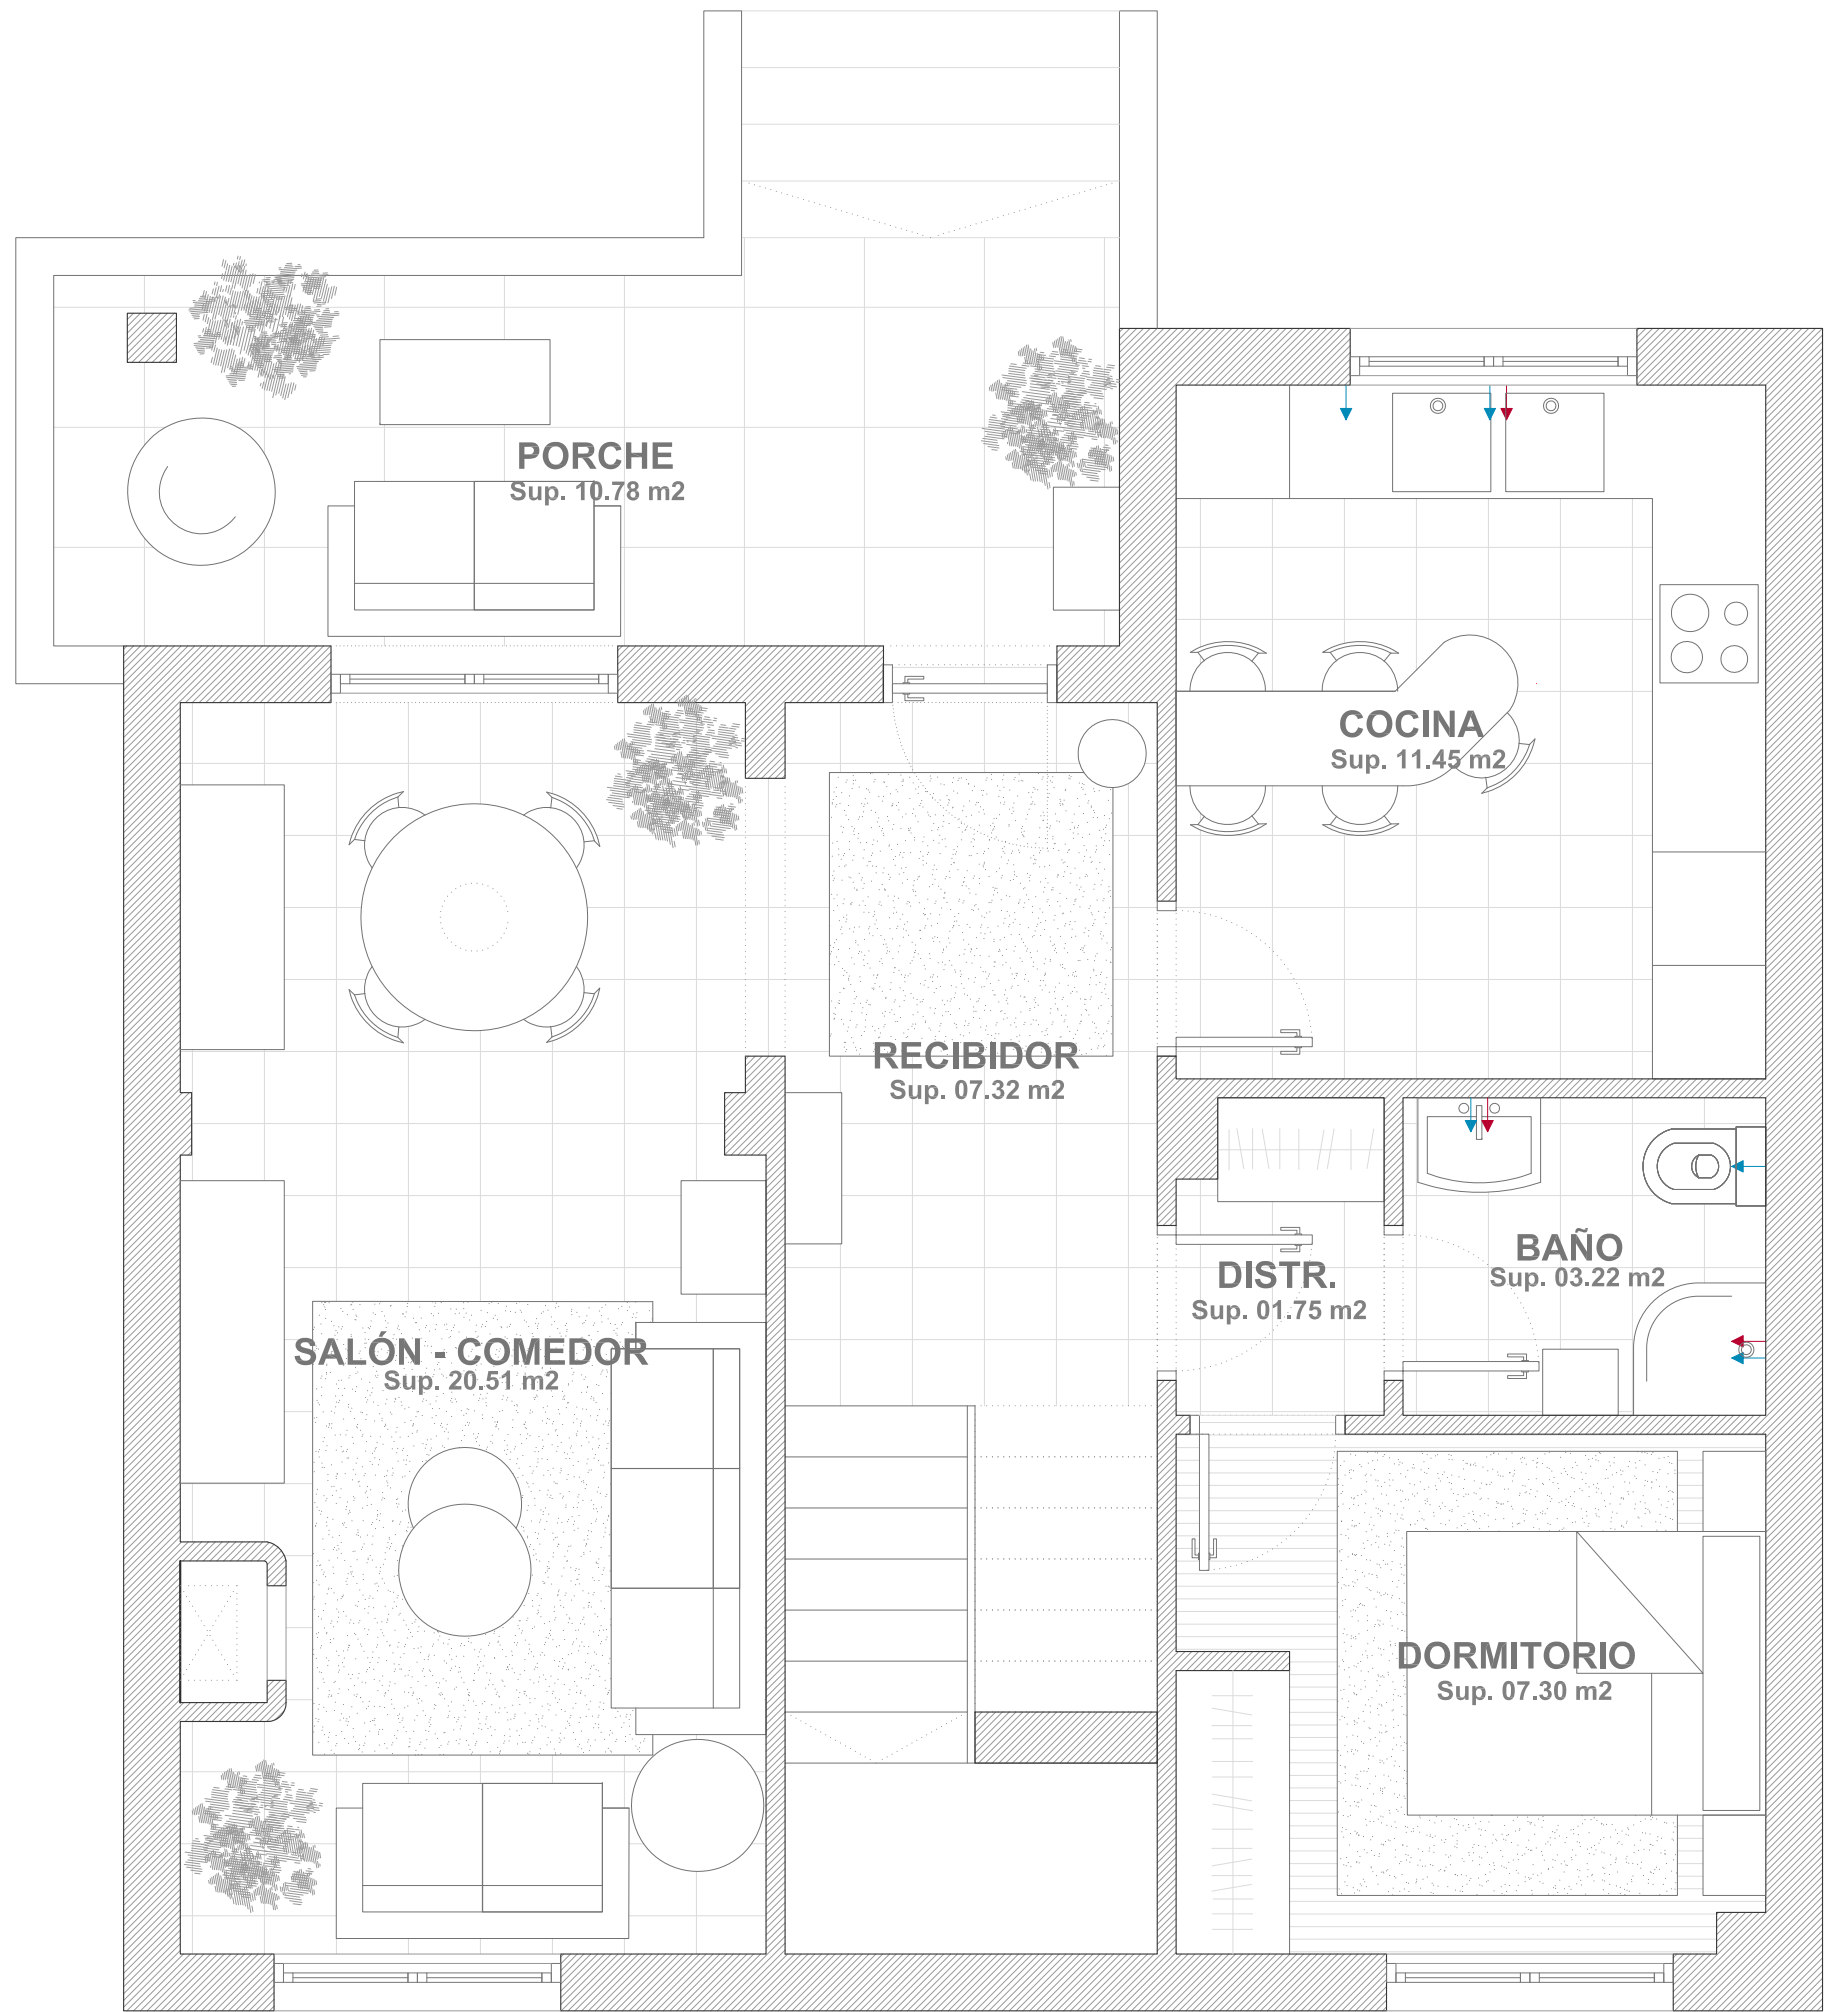 PORCHE
Sup. 10.78 m2
COCINA
Sup. 11.45 m2
RECIBIDOR
Sup. 07.32 m2
BAÑO
Sup. 03.22 m2
DISTR.
Sup. 01.75 m2
SALÓN - COMEDOR
Sup. 20.51 m2
DORMITORIO
Sup. 07.30 m2